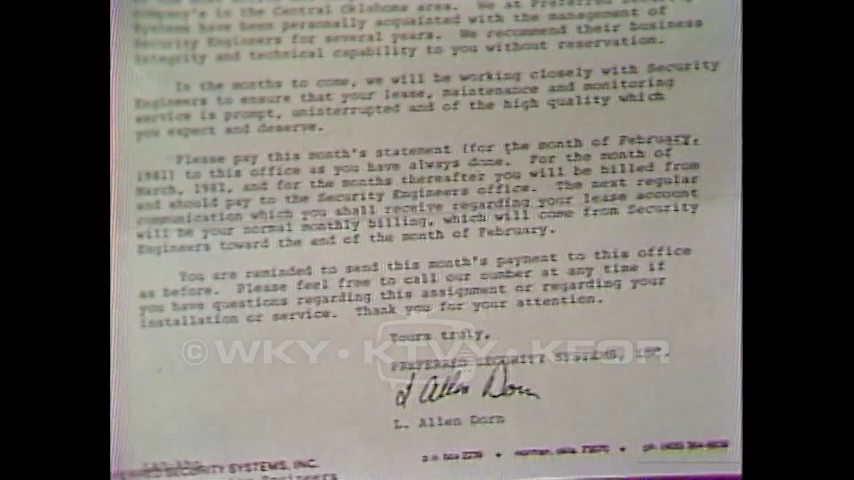 company's in the Central Oklahoma area. We at Preferred Security
Systems have been personally acquainted with the management of
Security Engineers for several years. We recommend their business
integrity and technical capability to you without reservation.
In the months to come, we will be working closely with Security
Engineers to ensure that your lease, maintenance and monitoring
service is prompt, uninterrupted and of the high quality which
you expect and deserve.
Please pay this month's statement (for the month of February,
1981) to this office as you have always done. For the month of
March, 1981, and for the months thereafter you will be billed from
and should pay to the Security Engineers office. The next regular
communication which you shall receive regarding your lease account
will be your normal monthly billing, which will come from Security
Engineers toward the end of the month of February.
You are reminded to send this month's payment to this office
as before. Please feel free to call our number at any time if
you have questions regarding this assignment or regarding your
installation or service. Thank you for your attention.
Yours truly,
©WKY • KTVY • KFOR
PREFERRED SECURITY SYSTEMS, INC.
L Allen Dorn
L. Allen Dorn
PREFERRED SECURITY SYSTEMS, INC.
p.o. box 2239 • norman, okla. 73070 •
Engineers